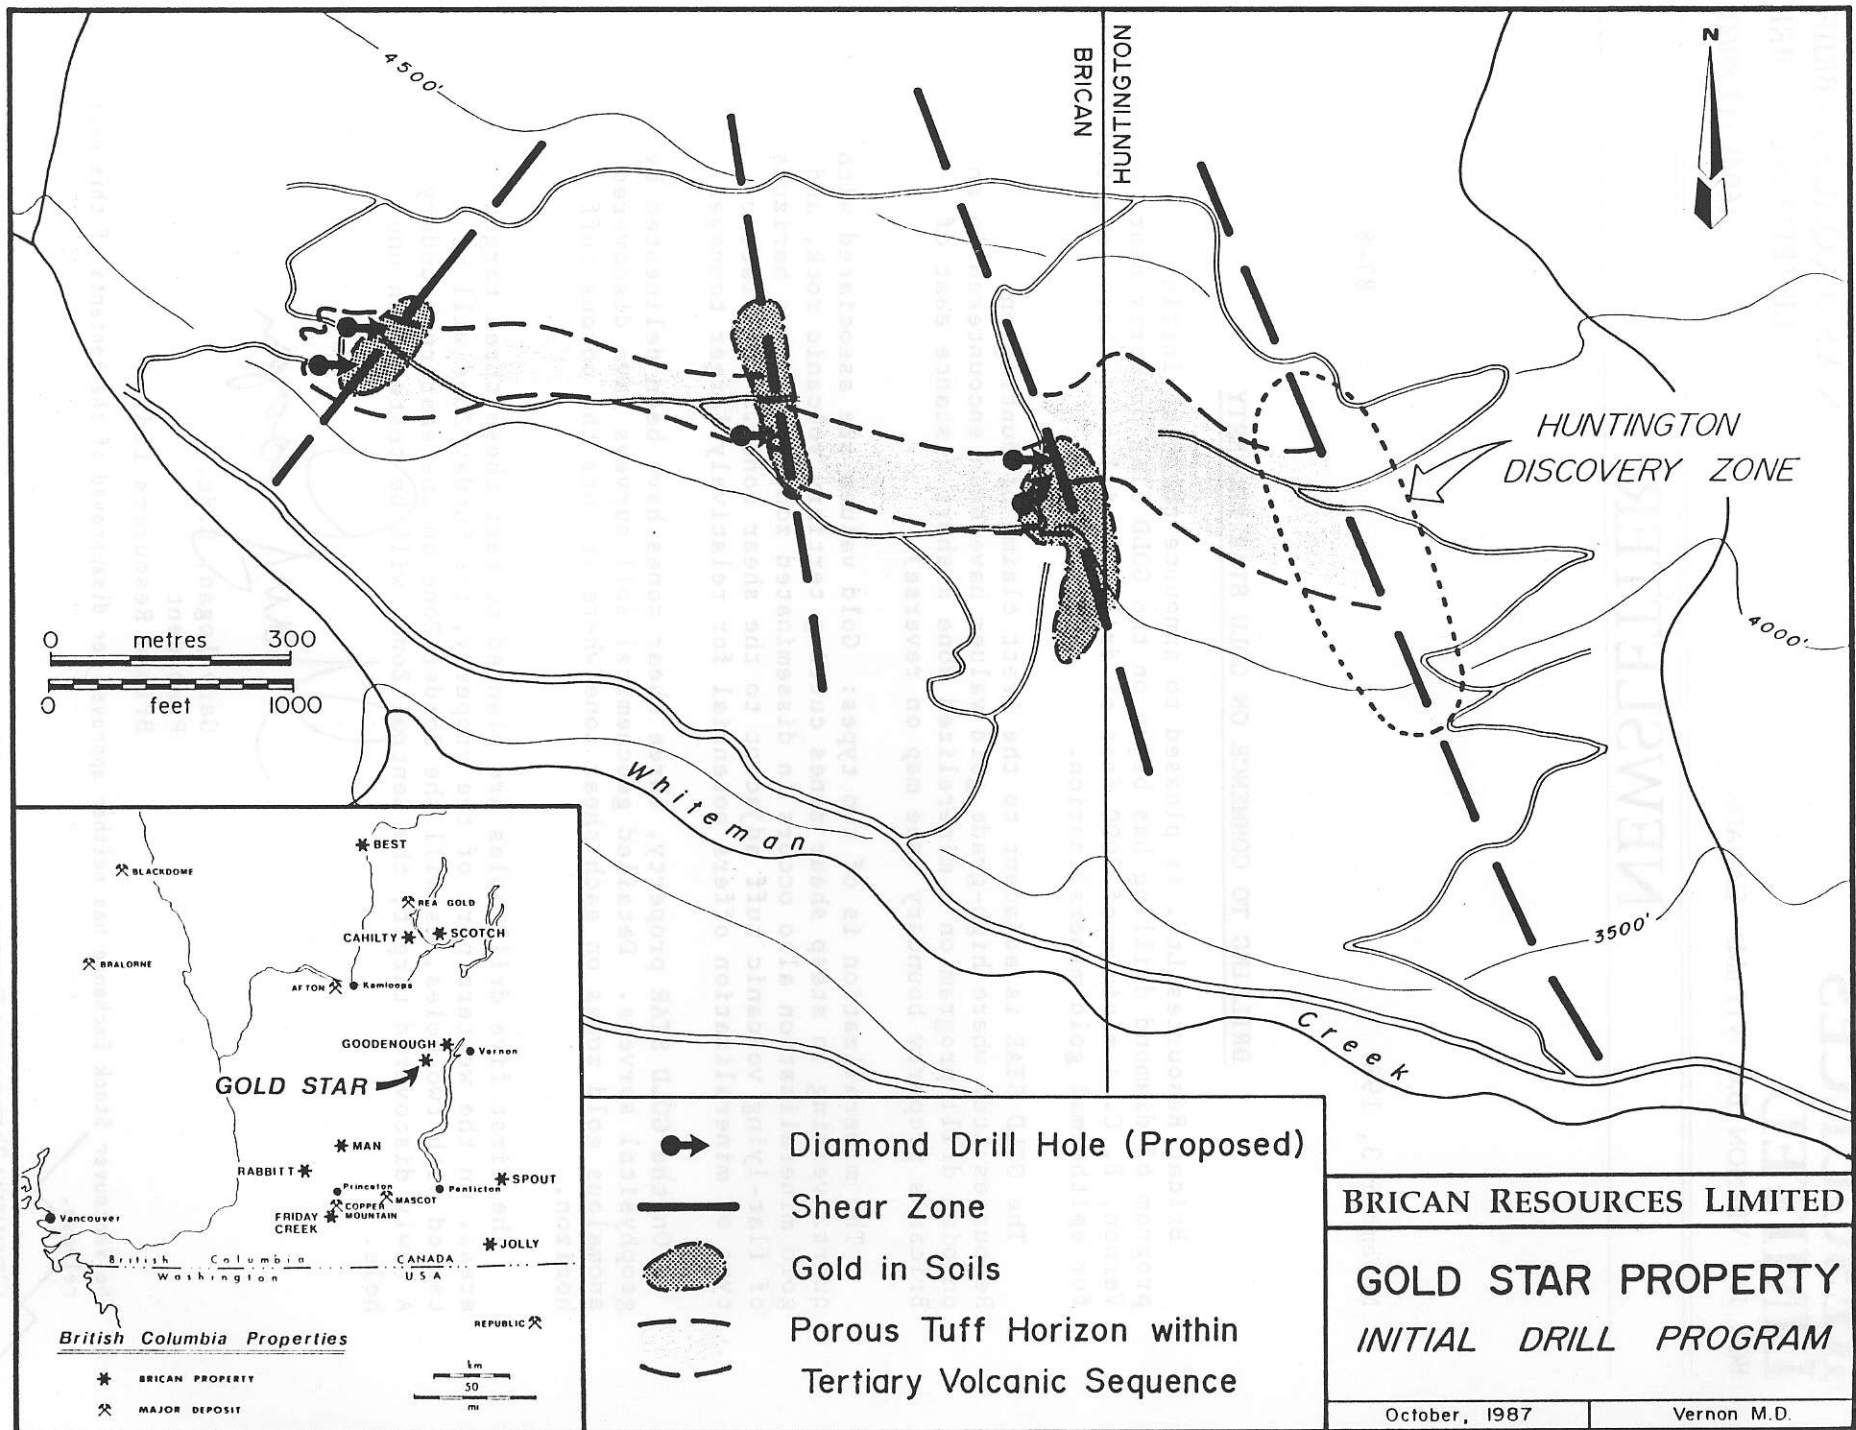 4500'
BRICAN
HUNTINGTON
N
HUNTINGTON
DISCOVERY ZONE
4000'
3500'
0 metres 300
0 feet 1000
Whiteman
Creek
BEST
BLACKDOME
REA GOLD
CAHILTY
SCOTCH
BRALORNE
AFTON
Kamloops
GOODENOUGH
Vernon
GOLD STAR
MAN
RABBITT
SPOUT
Princeton
MASCOT
Penticton
COPPER
MOUNTAIN
FRIDAY
CREEK
Vancouver
JOLLY
British Columbia CANADA
Washington USA
REPUBLIC
British Columbia Properties
BRICAN PROPERTY
MAJOR DEPOSIT
km
50
mi
Diamond Drill Hole (Proposed)
Shear Zone
Gold in Soils
Porous Tuff Horizon within
Tertiary Volcanic Sequence
BRICAN RESOURCES LIMITED
GOLD STAR PROPERTY
INITIAL DRILL PROGRAM
October, 1987
Vernon M.D.